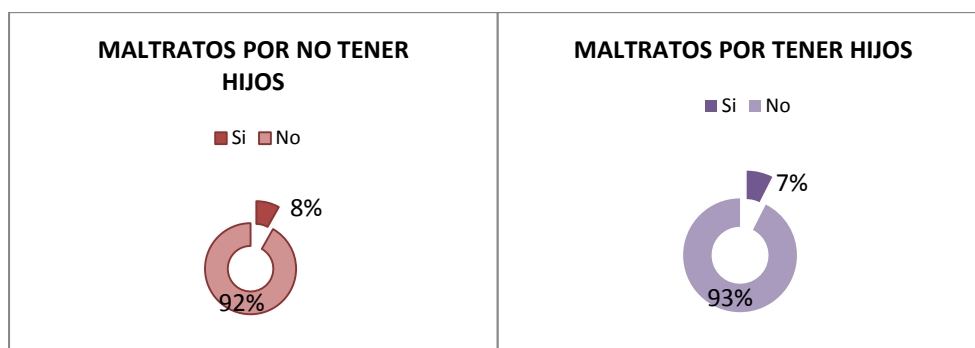 MALTRATOS POR NO TENER
HIJOS
Si No
8%
92%
MALTRATOS POR TENER HIJOS
Si No
7%
93%